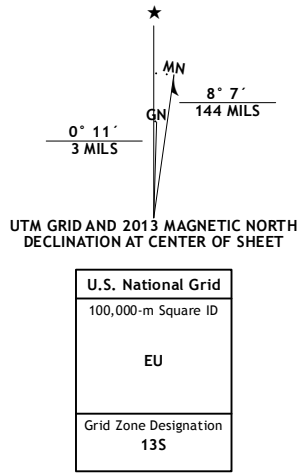 ★
MN
GN
8° 7´
144 MILS
0° 11´
3 MILS
UTM GRID AND 2013 MAGNETIC NORTH
DECLINATION AT CENTER OF SHEET
U.S. National Grid
100,000-m Square ID
EU
Grid Zone Designation
13S